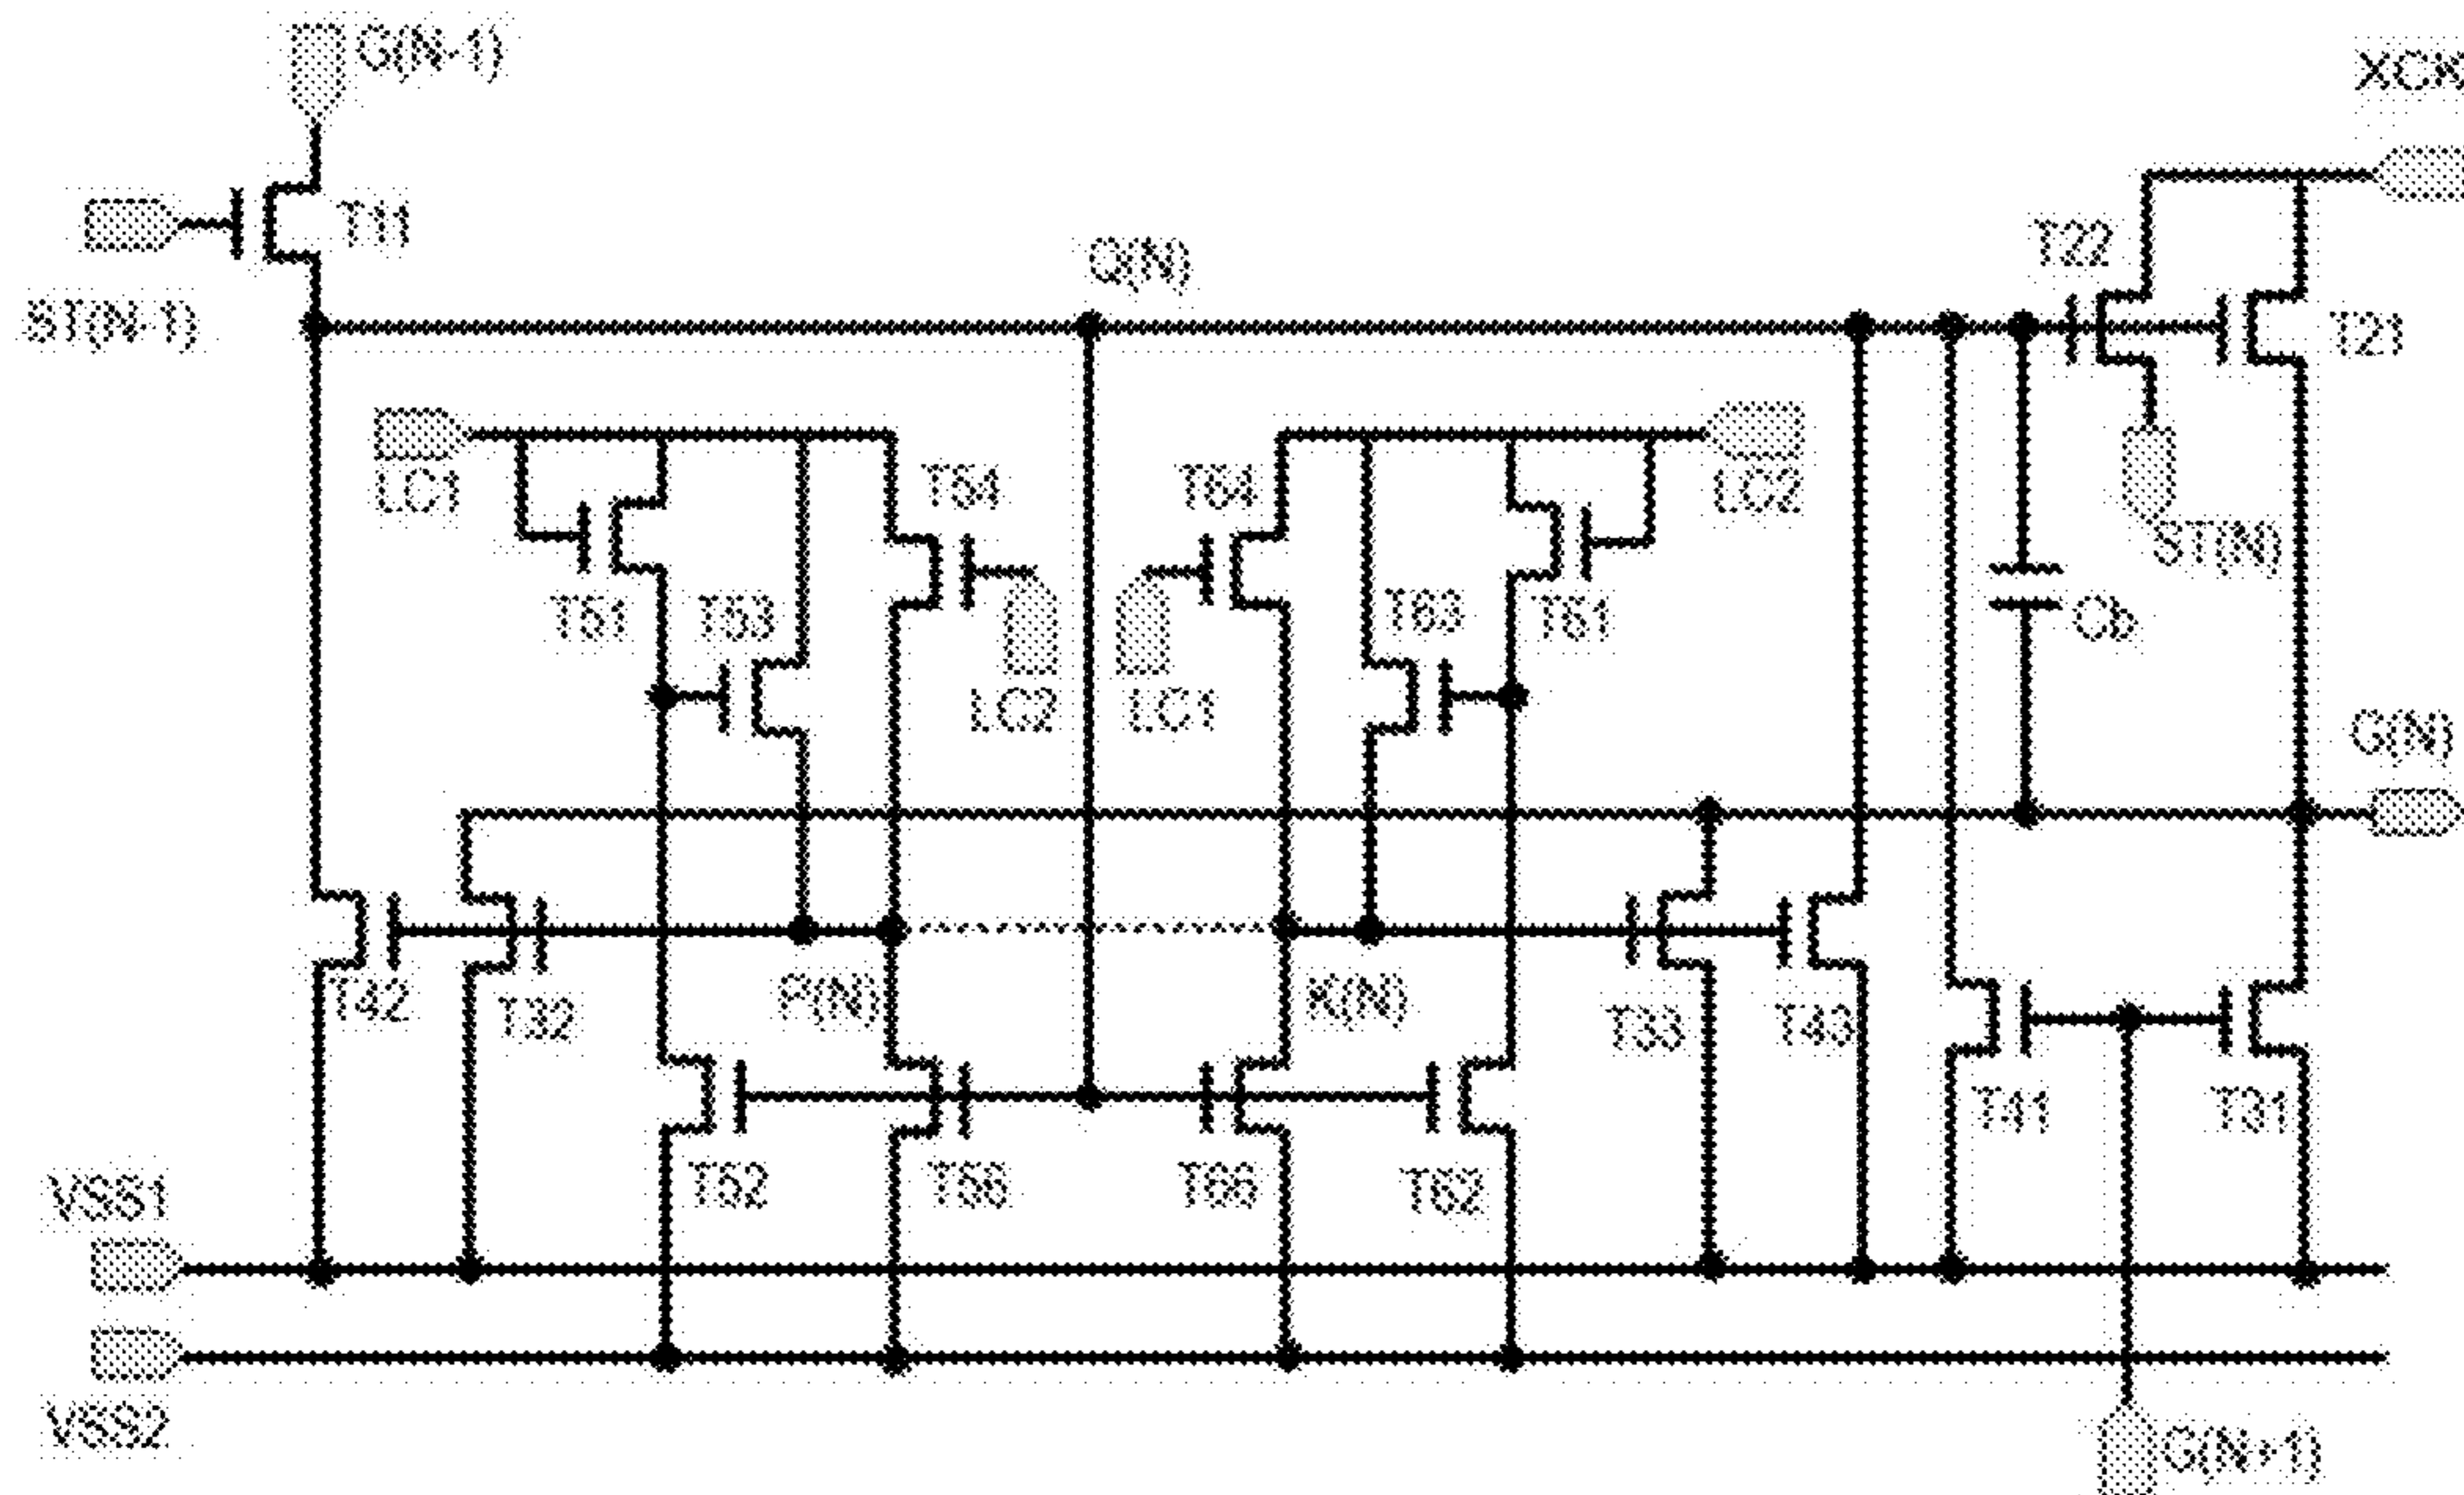 G(N-1)
T11
ST(N-1)
Q(N)
T22
T21
LC1
T54
T64
LC2
ST(N)
T51
T53
T63
T61
Cb
LC2
LC1
G(N)
T42
T32
P(N)
K(N)
T33
T43
T41
T31
T52
T56
T66
T62
VSS1
VSS2
G(N+1)